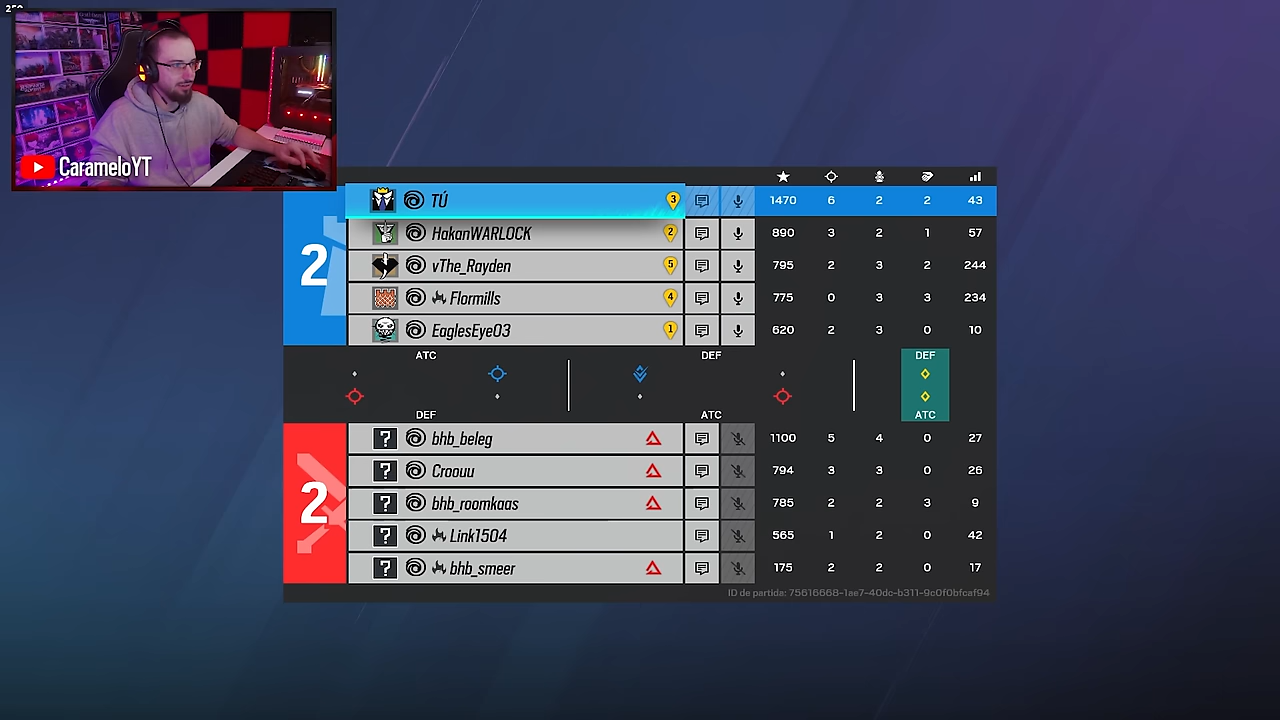 250
CarameloYT
TÚ 3 1470 6 2 2 43
2
HakanWARLOCK 2 890 3 2 1 57
vThe_Rayden 5 795 2 3 2 244
Flormills 4 775 0 3 3 234
EaglesEye03 1 620 2 3 0 10
ATC DEF DEF
DEF ATC ATC
2
? bhb_beleg 1100 5 4 0 27
? Croouu 794 3 3 0 26
? bhb_roomkaas 785 2 2 3 9
? Link1504 565 1 2 0 42
? bhb_smeer 175 2 2 0 17
ID de partida: 75616668-1ae7-40dc-b311-9c0f0bfcaf94